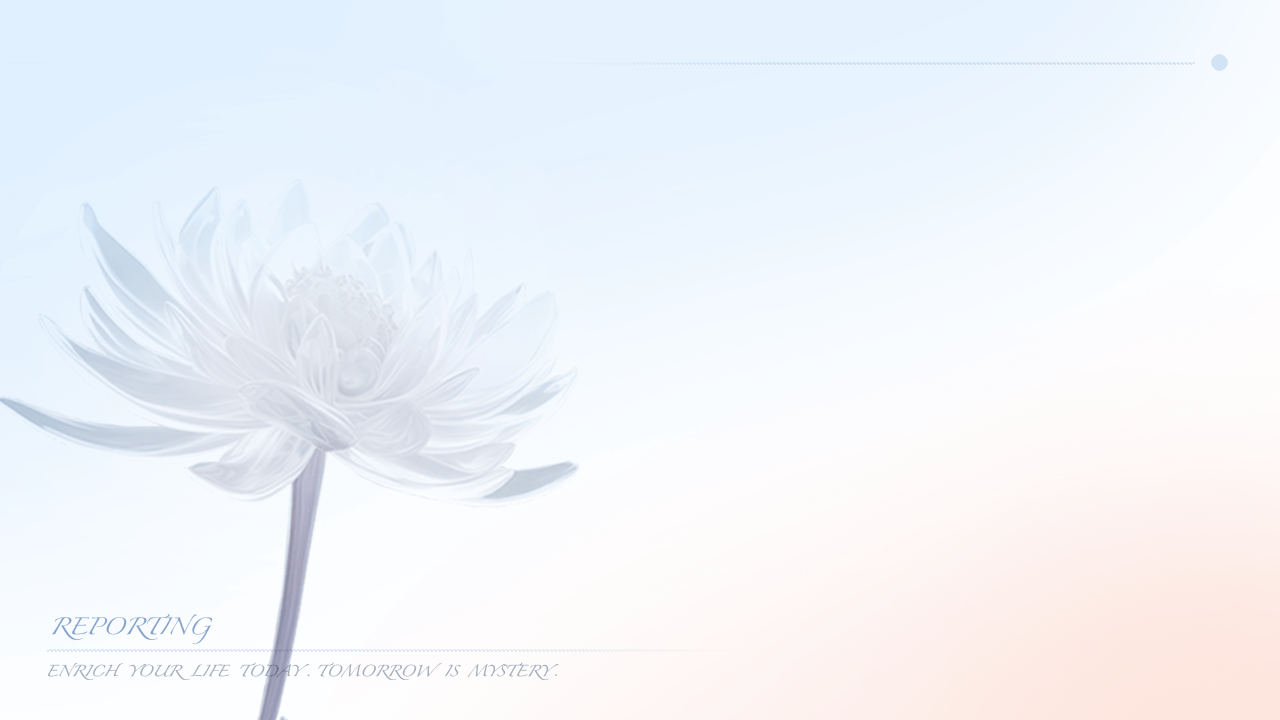 REPORTING
ENRICH YOUR LIFE TODAY. TOMORROW IS MYSTERY.